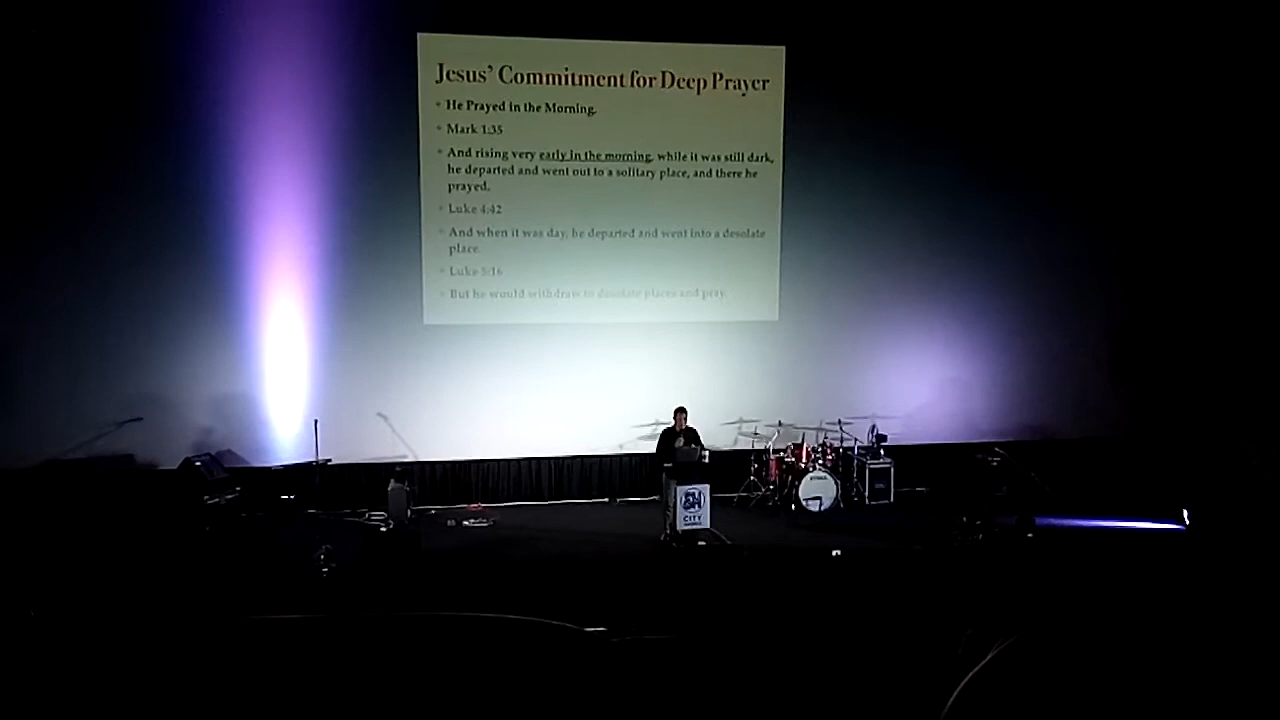 Jesus' Commitment for Deep Prayer
He Prayed in the Morning.
Mark 1:35
And rising very early in the morning, while it was still dark,
he departed and went out to a solitary place, and there he
prayed.
Luke 4:42
And when it was day, he departed and went into a desolate
place.
Luke 5:16
But he would withdraw to desolate places and pray.
SM
CITY
TAMA